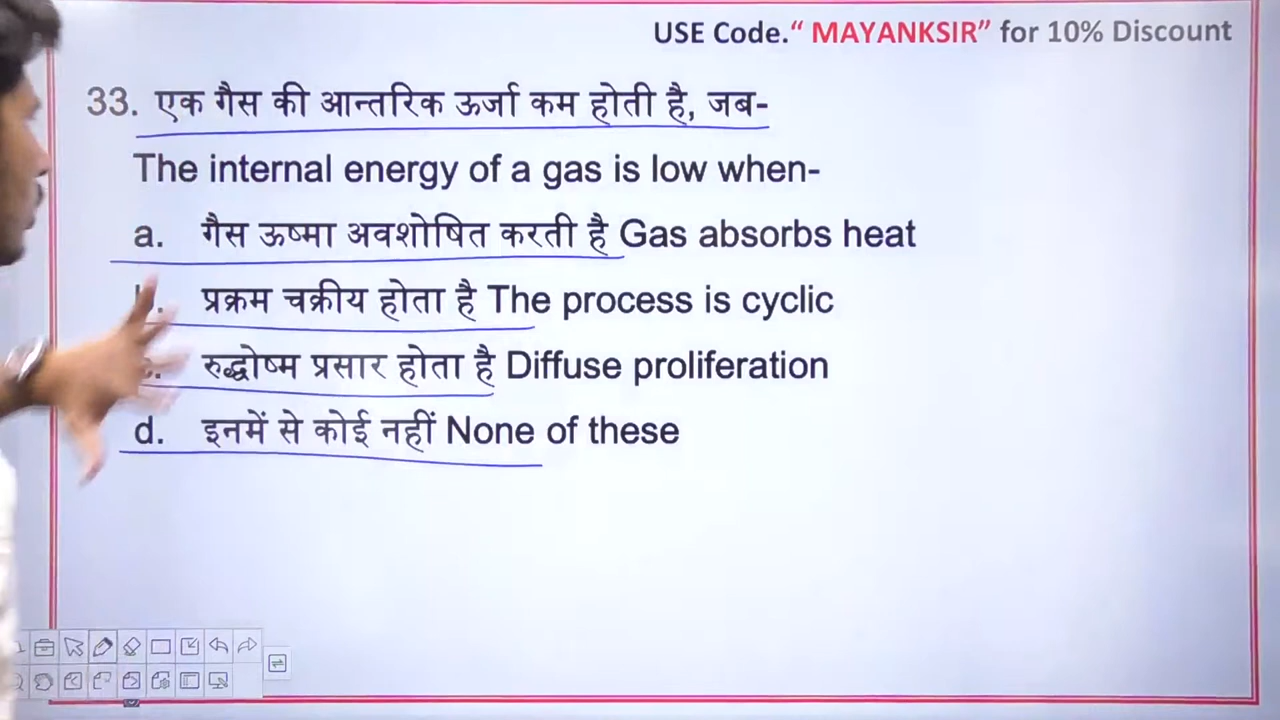 USE Code.“ MAYANKSIR” for 10% Discount
33. एक गैस की आन्तरिक ऊर्जा कम होती है, जब-
The internal energy of a gas is low when-
a. गैस ऊष्मा अवशोषित करती है Gas absorbs heat
प्रक्रम चक्रीय होता है The process is cyclic
रुद्धोष्म प्रसार होता है Diffuse proliferation
d. इनमें से कोई नहीं None of these